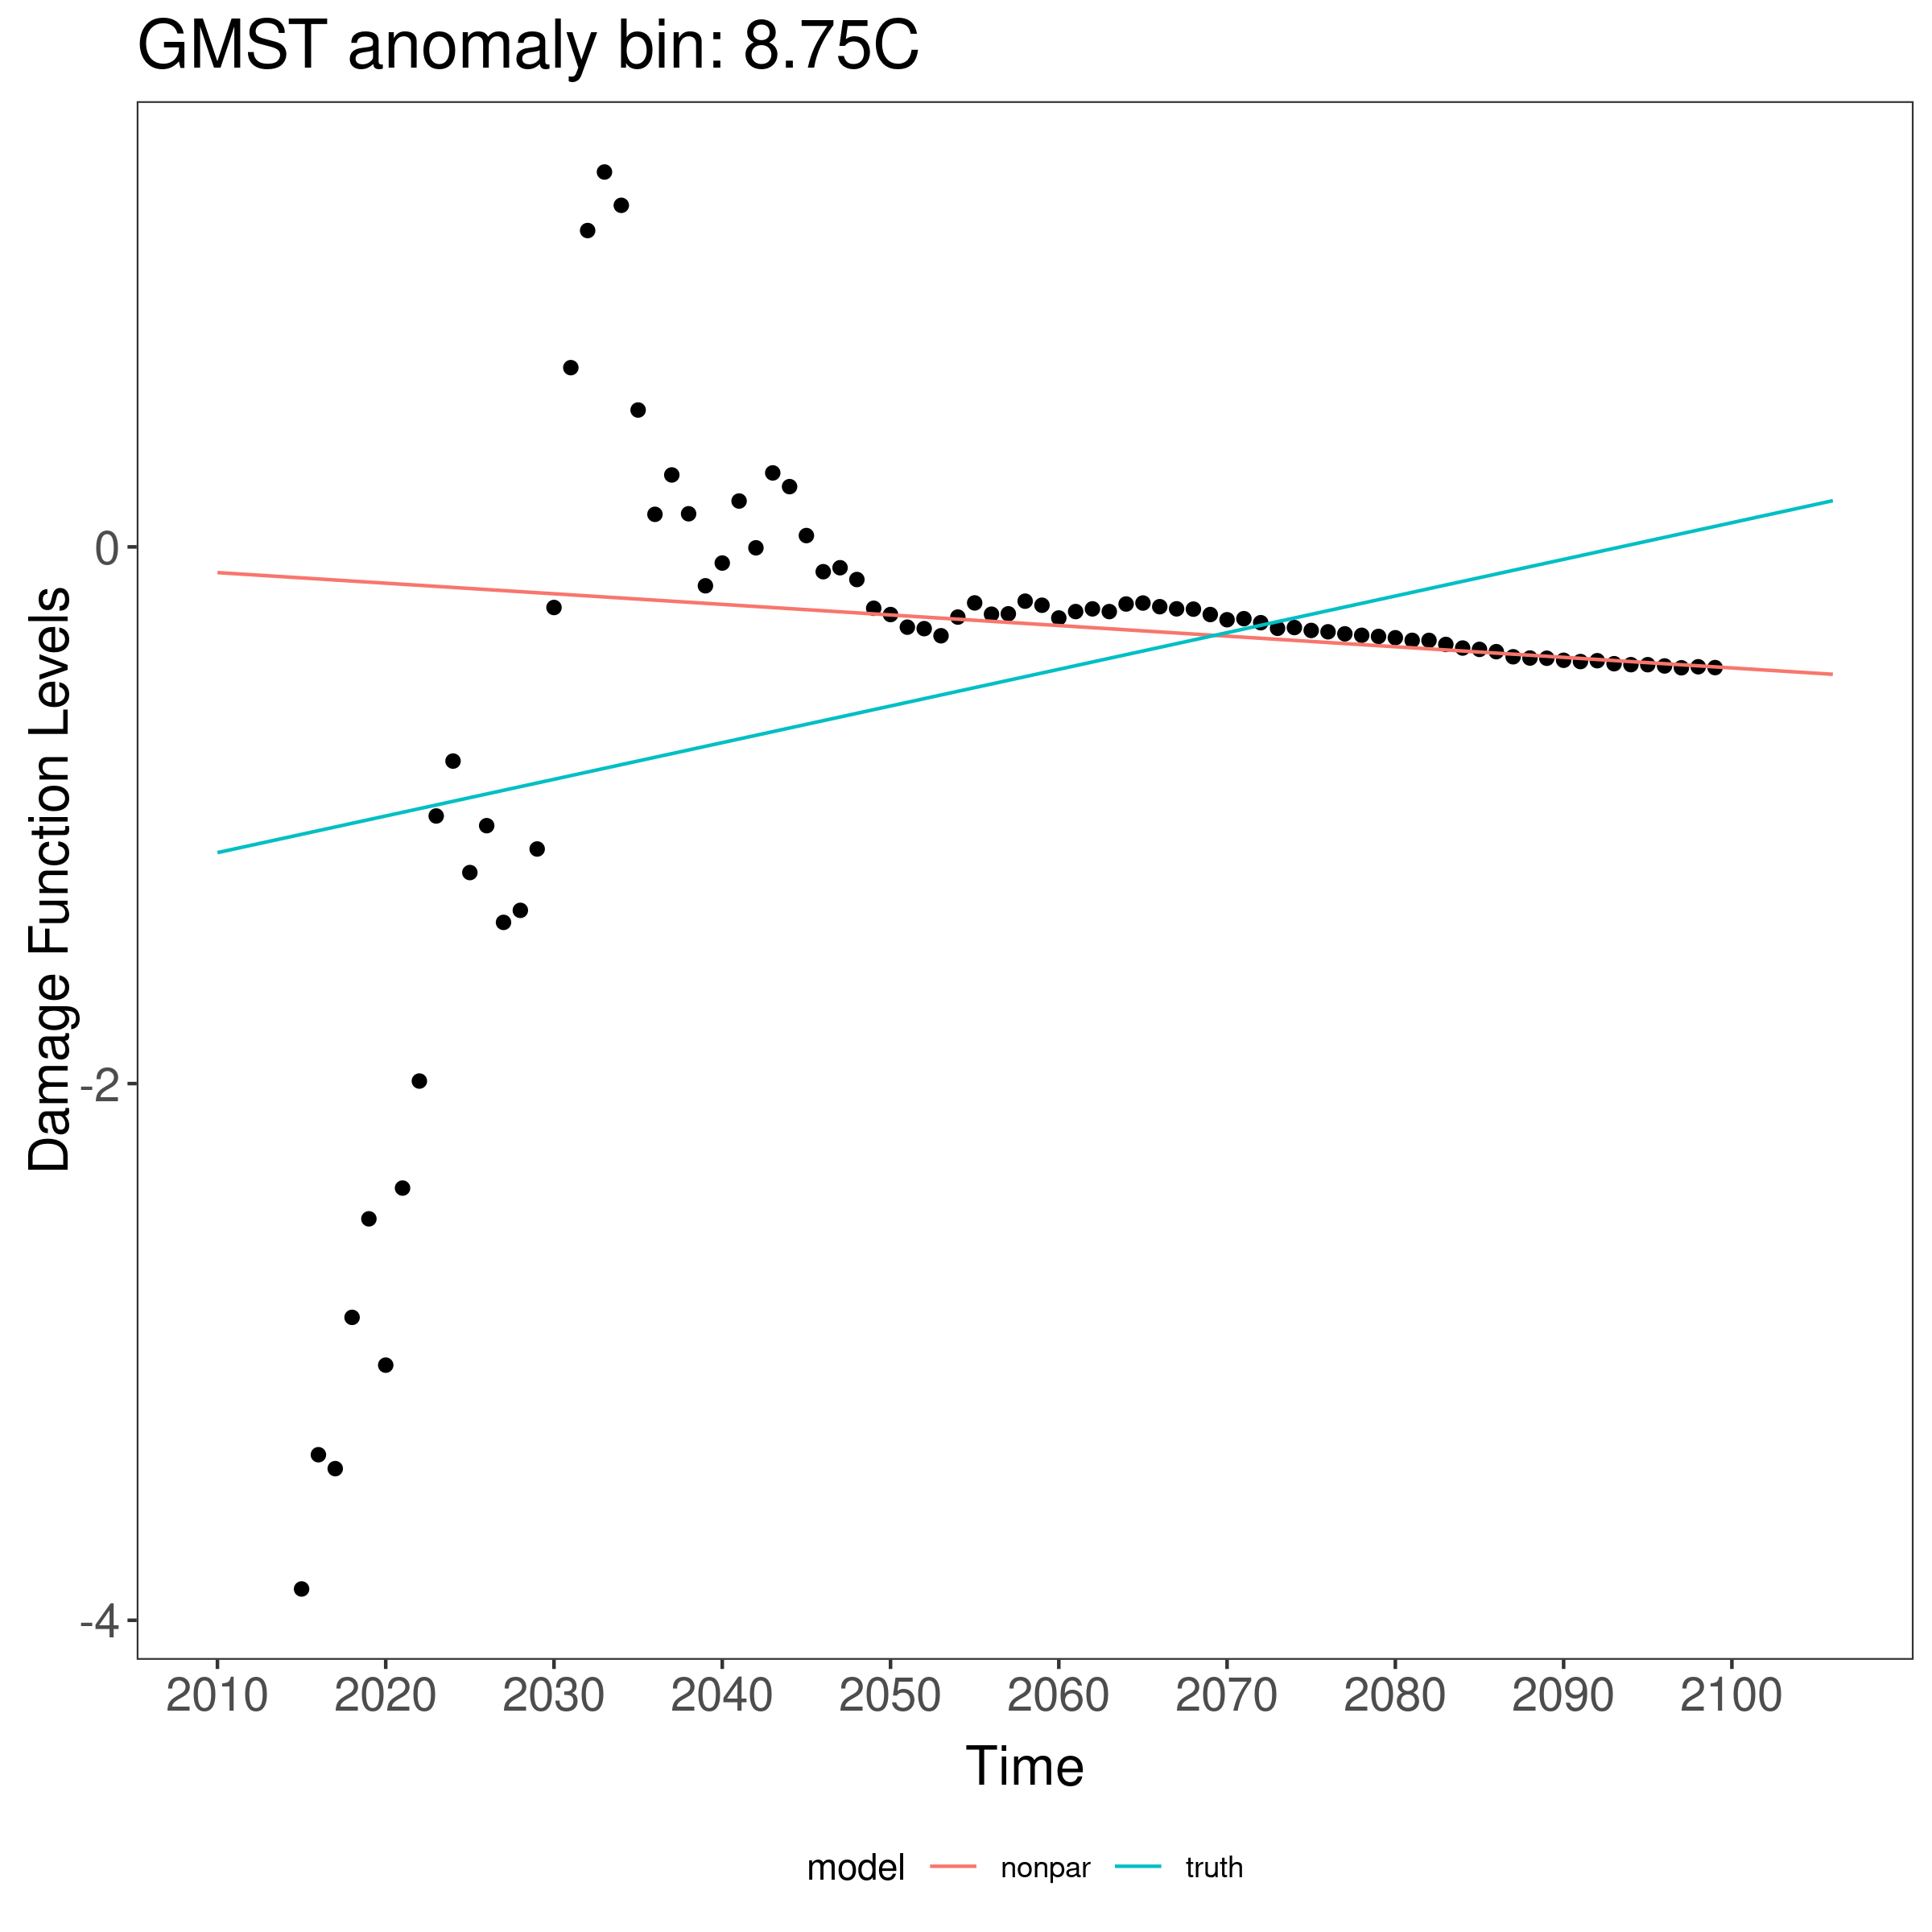 GMST anomaly bin: 8.75C
Damage Function Levels
0
-2
-4
2010 2020 2030 2040 2050 2060 2070 2080 2090 2100
Time
model nonpar truth